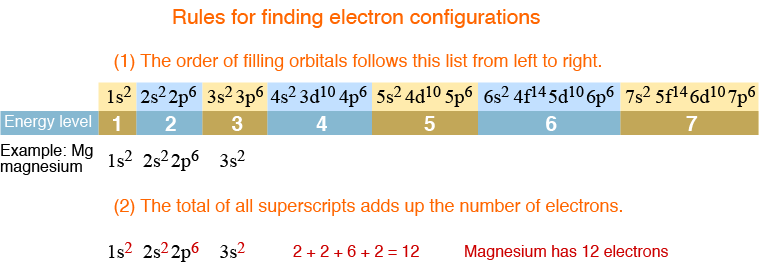 Rules for finding electron configurations
(1) The order of filling orbitals follows this list from left to right.
1s² 2s² 2p⁶ 3s² 3p⁶ 4s² 3d¹⁰ 4p⁶ 5s² 4d¹⁰ 5p⁶ 6s² 4f¹⁴ 5d¹⁰ 6p⁶ 7s² 5f¹⁴ 6d¹⁰ 7p⁶
Energy level 1 2 3 4 5 6 7
Example: Mg
magnesium 1s² 2s² 2p⁶ 3s²
(2) The total of all superscripts adds up the number of electrons.
1s² 2s² 2p⁶ 3s² 2 + 2 + 6 + 2 = 12 Magnesium has 12 electrons